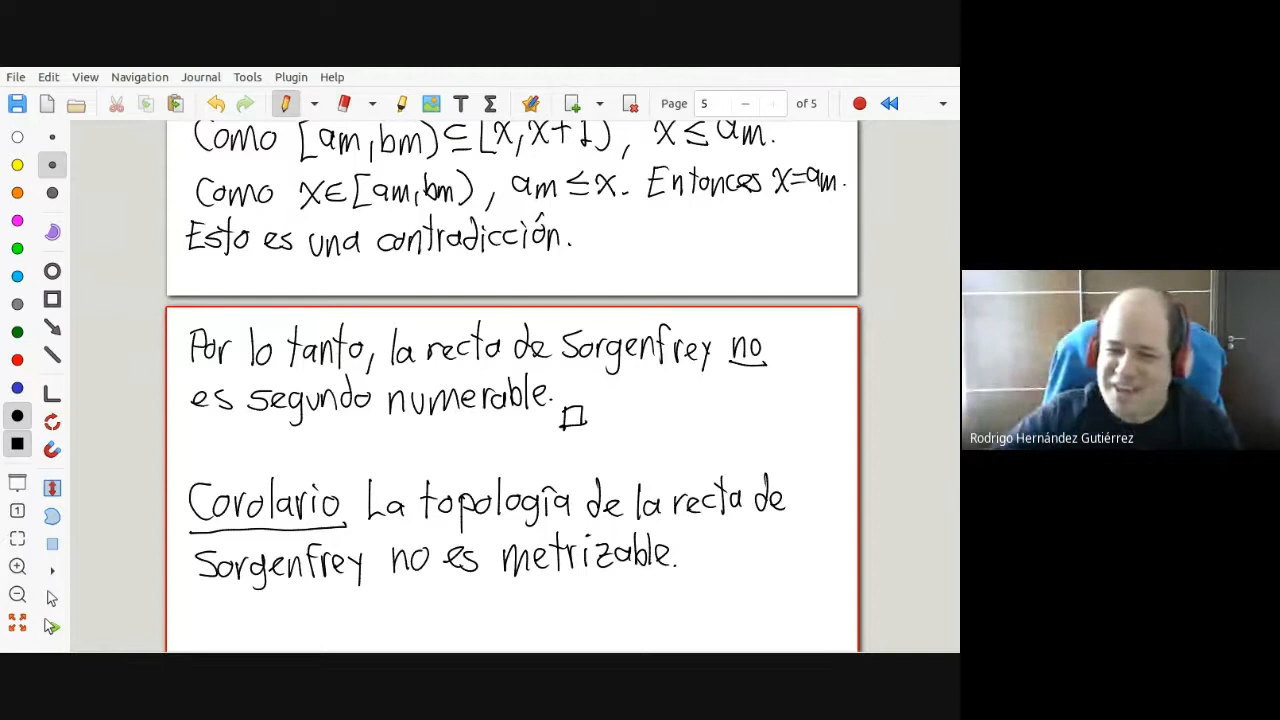 File Edit View Navigation Journal Tools Plugin Help
Page 5 of 5
Como [am, bm) ⊆ [x, x+1), x ≤ am.
Como x ∈ [am, bm), am ≤ x. Entonces x = am.
Esto es una contradicción.
Por lo tanto, la recta de Sorgenfrey no
es segundo numerable. □
Corolario La topología de la recta de
Sorgenfrey no es metrizable.
Rodrigo Hernández Gutiérrez